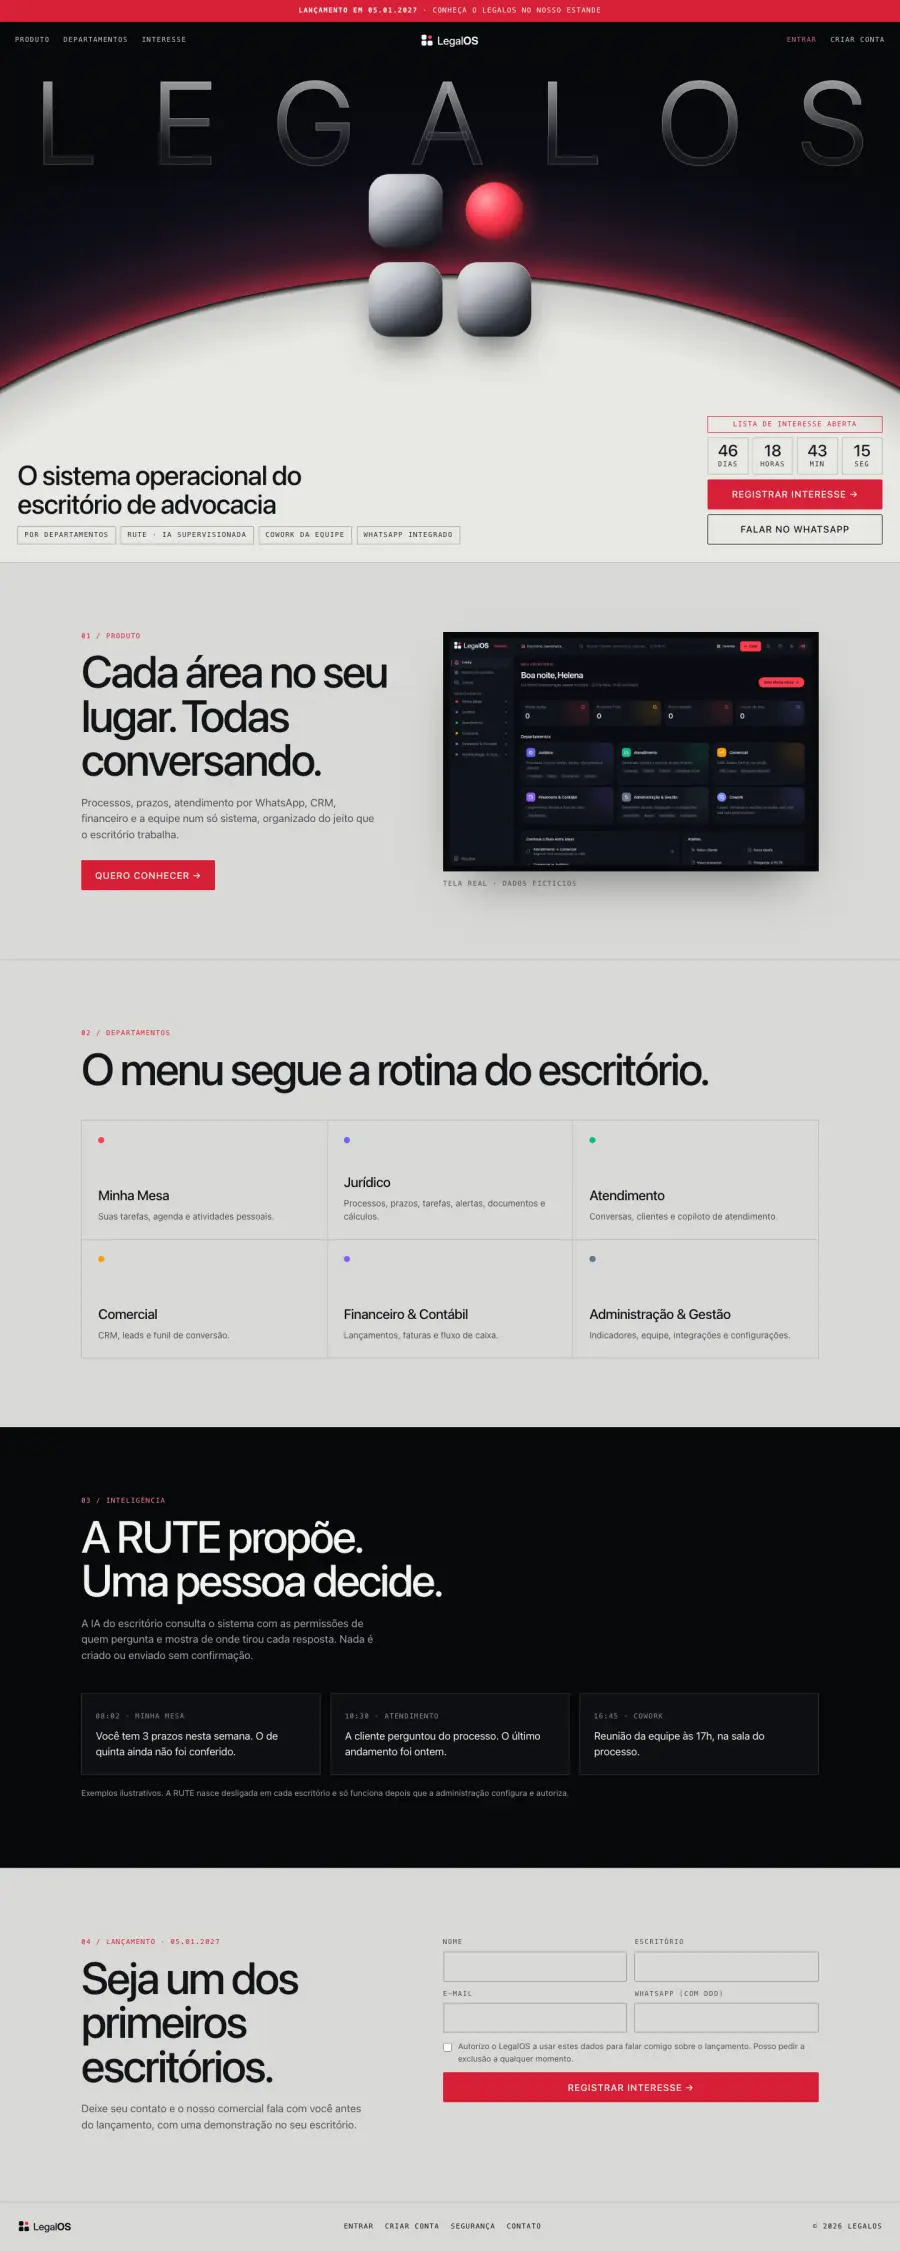 LANÇAMENTO EM 05.01.2027 · CONHEÇA O LEGALOS NO NOSSO ESTANDE
PRODUTO DEPARTAMENTOS INTERESSE
LegalOS
ENTRAR CRIAR CONTA
LEGALOS
O sistema operacional do
escritório de advocacia
POR DEPARTAMENTOS
RUTE · IA SUPERVISIONADA
COWORK DA EQUIPE
WHATSAPP INTEGRADO
LISTA DE INTERESSE ABERTA
46 18 43 15
DIAS HORAS MIN SEG
REGISTRAR INTERESSE →
FALAR NO WHATSAPP
01 / PRODUTO
Cada área no seu
lugar. Todas
conversando.
Processos, prazos, atendimento por WhatsApp, CRM,
financeiro e a equipe num só sistema, organizado do jeito que
o escritório trabalha.
QUERO CONHECER →
LegalOS
Boa noite, Helena
0 0 0 0
Departamentos
Jurídico
Atendimento
Comercial
Financeiro & Contábil
Administração & Gestão
Cowork
TELA REAL · DADOS FICTÍCIOS
02 / DEPARTAMENTOS
O menu segue a rotina do escritório.
Minha Mesa
Suas tarefas, agenda e atividades pessoais.
Jurídico
Processos, prazos, tarefas, alertas, documentos e
cálculos.
Atendimento
Conversas, clientes e copiloto de atendimento.
Comercial
CRM, leads e funil de conversão.
Financeiro & Contábil
Lançamentos, faturas e fluxo de caixa.
Administração & Gestão
Indicadores, equipe, integrações e configurações.
03 / INTELIGÊNCIA
A RUTE propõe.
Uma pessoa decide.
A IA do escritório consulta o sistema com as permissões de
quem pergunta e mostra de onde tirou cada resposta. Nada é
criado ou enviado sem confirmação.
08:02 · MINHA MESA
Você tem 3 prazos nesta semana. O de
quinta ainda não foi conferido.
10:30 · ATENDIMENTO
A cliente perguntou do processo. O último
andamento foi ontem.
16:45 · COWORK
Reunião da equipe às 17h, na sala do
processo.
Exemplos ilustrativos. A RUTE nasce desligada em cada escritório e só funciona depois que a administração configura e autoriza.
04 / LANÇAMENTO · 05.01.2027
Seja um dos
primeiros
escritórios.
Deixe seu contato e o nosso comercial fala com você antes
do lançamento, com uma demonstração no seu escritório.
NOME
ESCRITÓRIO
E-MAIL
WHATSAPP (COM DDD)
Autorizo o LegalOS a usar estes dados para falar comigo sobre o lançamento. Posso pedir a
exclusão a qualquer momento.
REGISTRAR INTERESSE →
LegalOS
ENTRAR CRIAR CONTA SEGURANÇA CONTATO
© 2026 LEGALOS